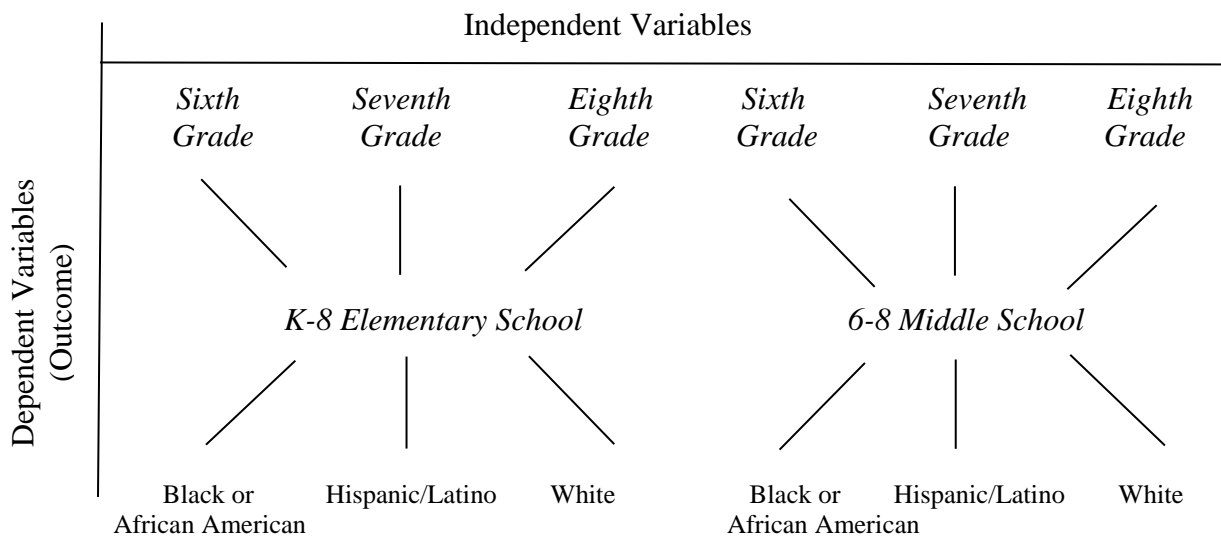 Independent Variables
Sixth Grade
Seventh Grade
Eighth Grade
Sixth Grade
Seventh Grade
Eighth Grade
Dependent Variables
(Outcome)
K-8 Elementary School
6-8 Middle School
Black or
African American
Hispanic/Latino
White
Black or
African American
Hispanic/Latino
White